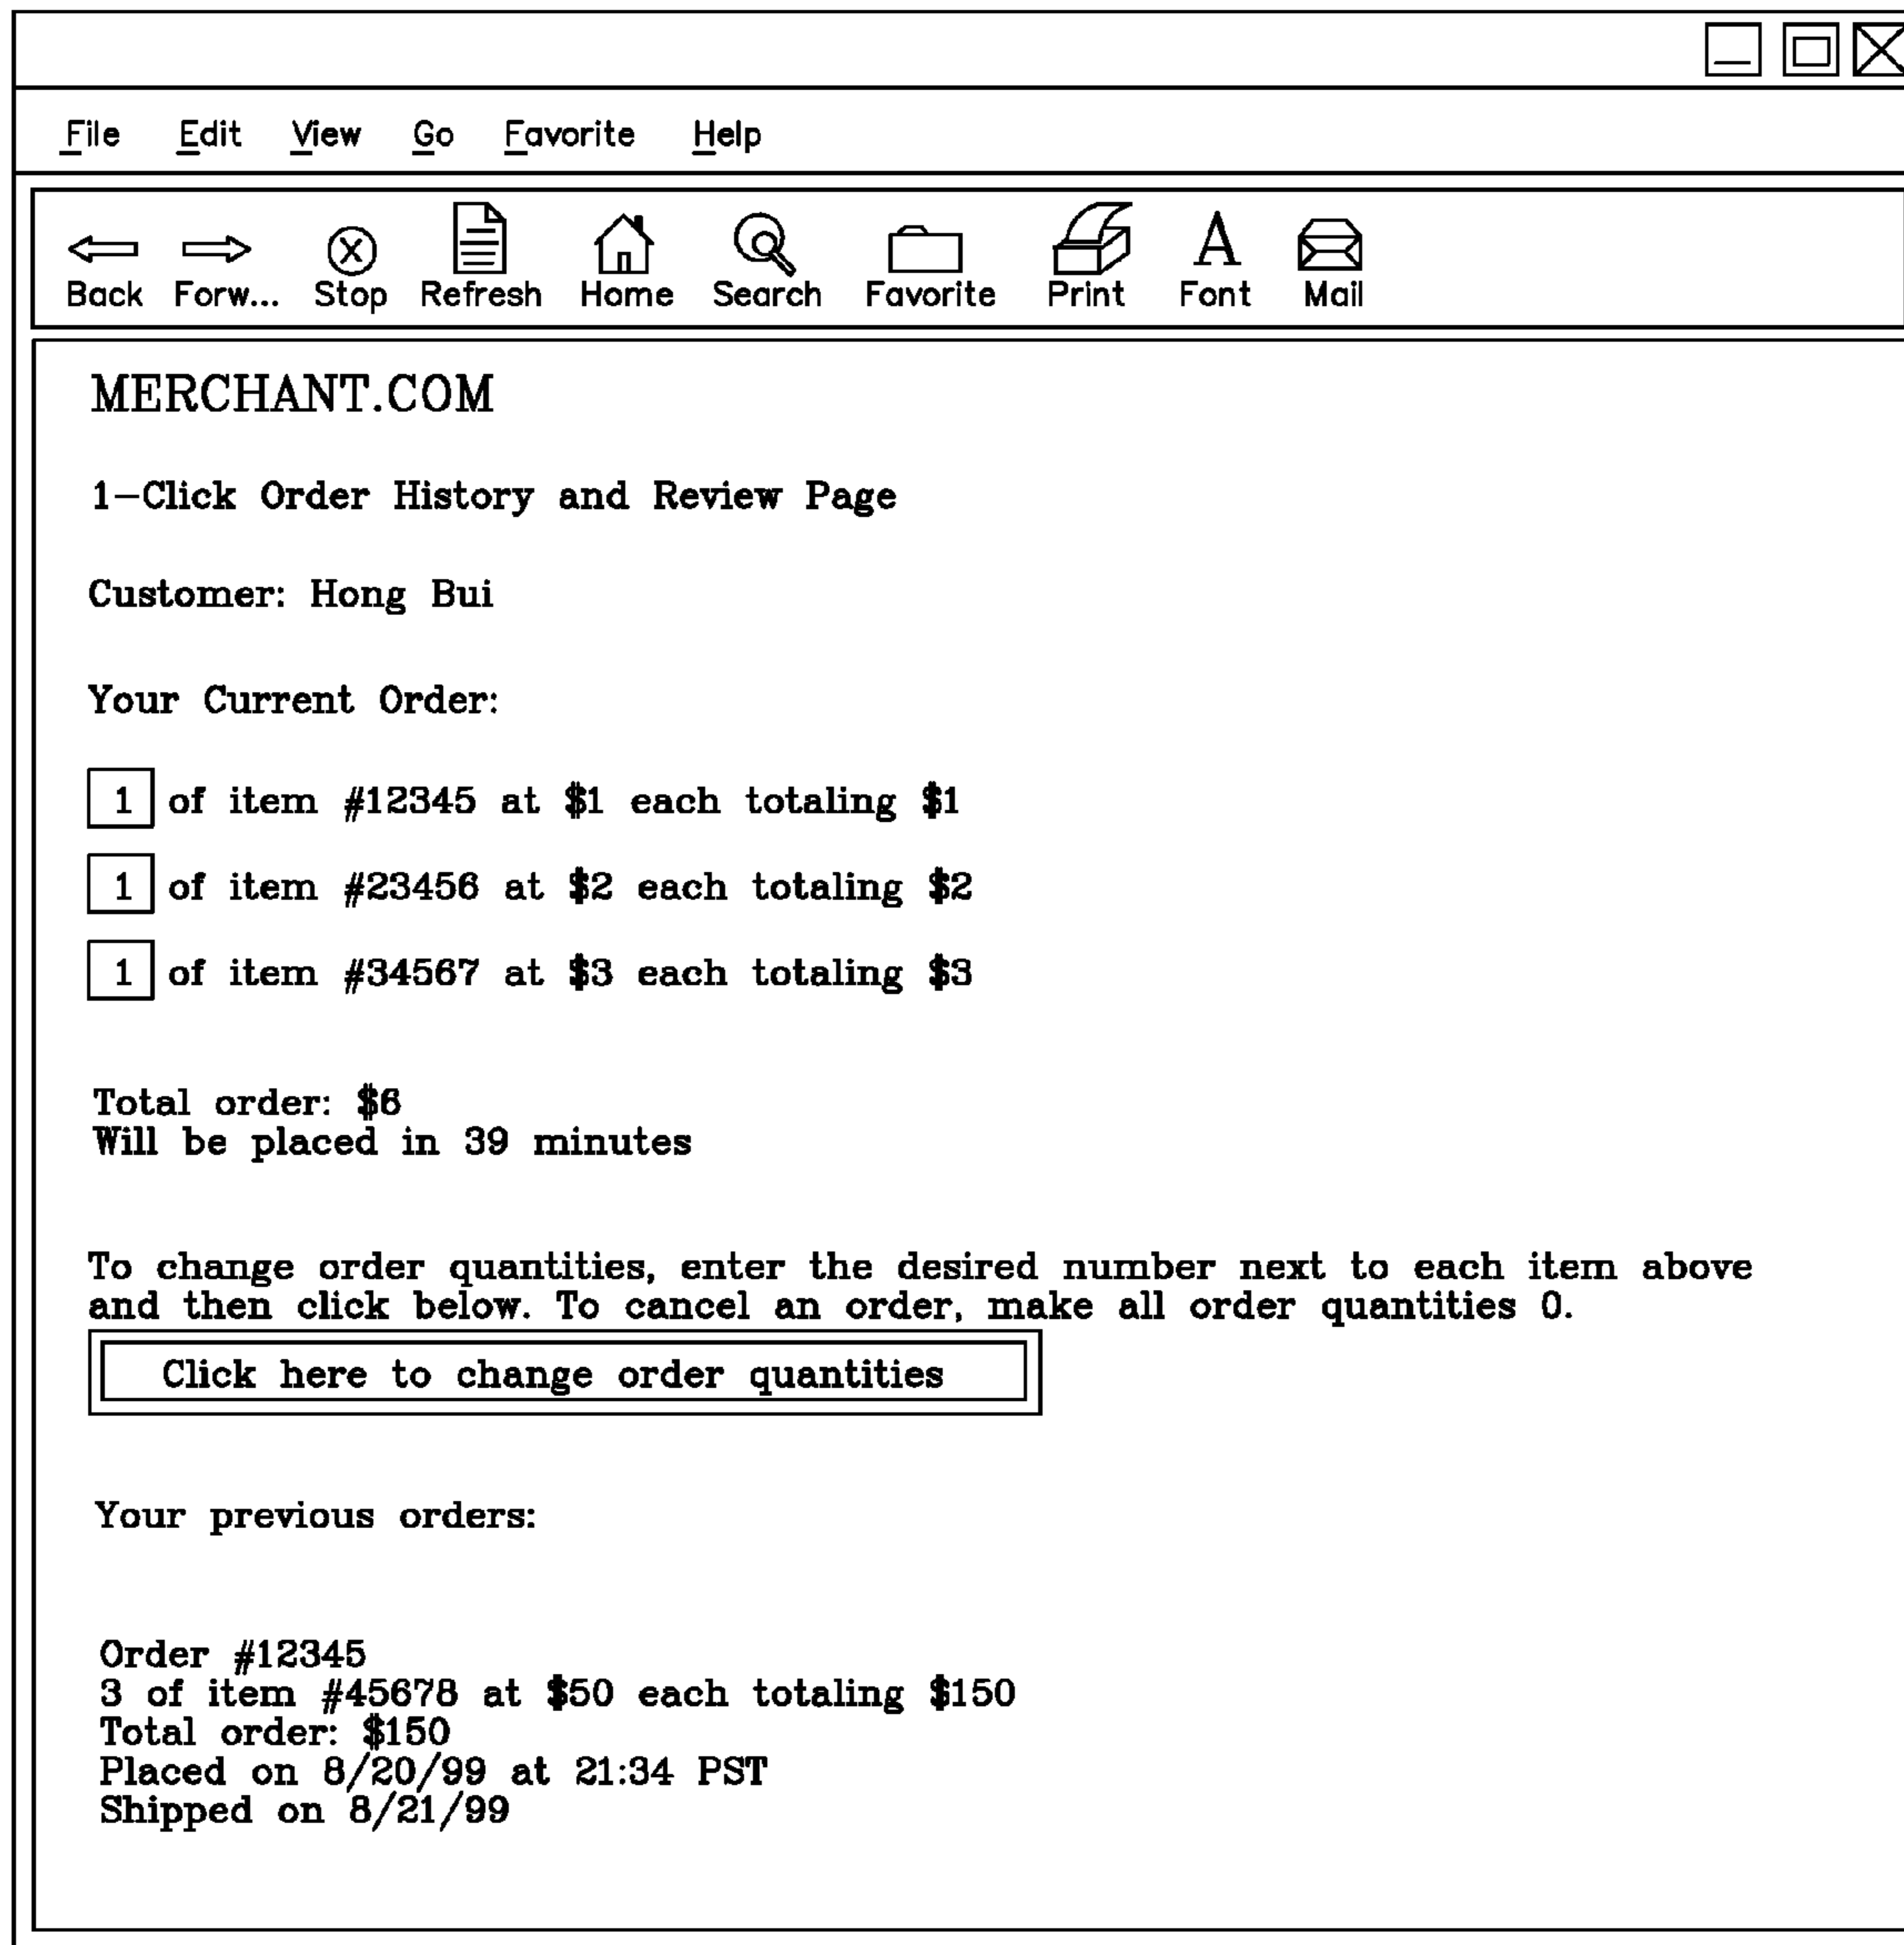 File Edit View Go Favorite Help
Back Forw... Stop Refresh Home Search Favorite Print Font Mail
MERCHANT.COM
1-Click Order History and Review Page
Customer: Hong Bui
Your Current Order:
1 of item #12345 at $1 each totaling $1
1 of item #23456 at $2 each totaling $2
1 of item #34567 at $3 each totaling $3
Total order: $6
Will be placed in 39 minutes
To change order quantities, enter the desired number next to each item above
and then click below. To cancel an order, make all order quantities 0.
Click here to change order quantities
Your previous orders:
Order #12345
3 of item #45678 at $50 each totaling $150
Total order: $150
Placed on 8/20/99 at 21:34 PST
Shipped on 8/21/99